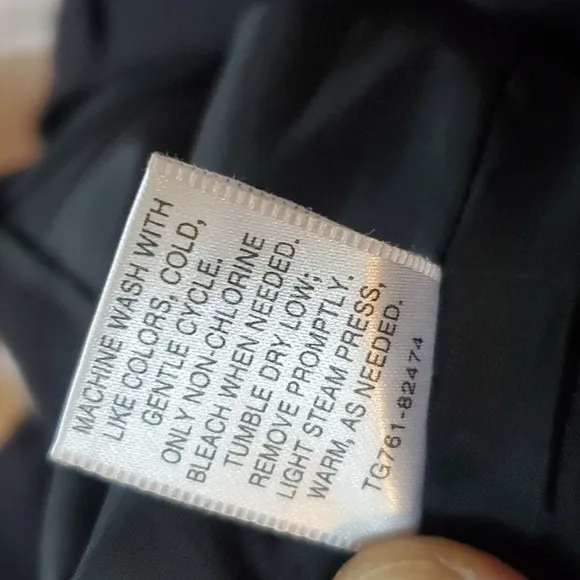 MACHINE WASH WITH
LIKE COLORS, COLD,
GENTLE CYCLE.
ONLY NON-CHLORINE
BLEACH WHEN NEEDED.
TUMBLE DRY LOW;
REMOVE PROMPTLY.
LIGHT STEAM PRESS,
WARM, AS NEEDED.
TG761-82474